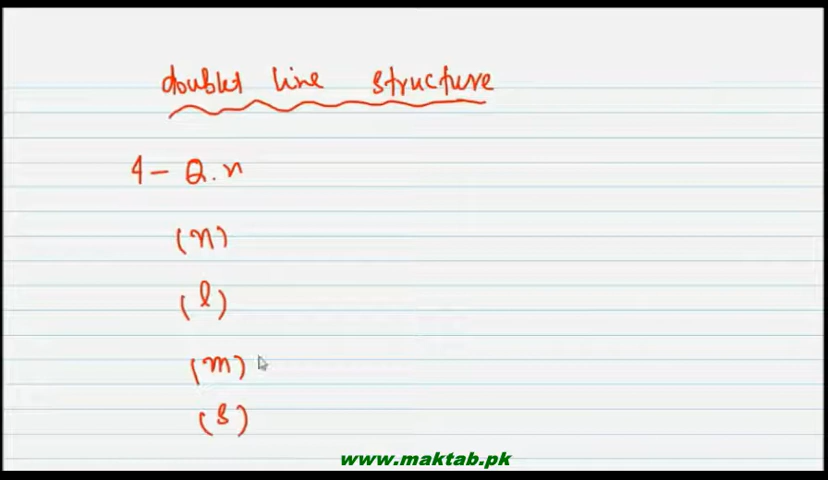 doublet line structure
4 - Q.n
(n)
(l)
(m)
(s)
www.maktab.pk